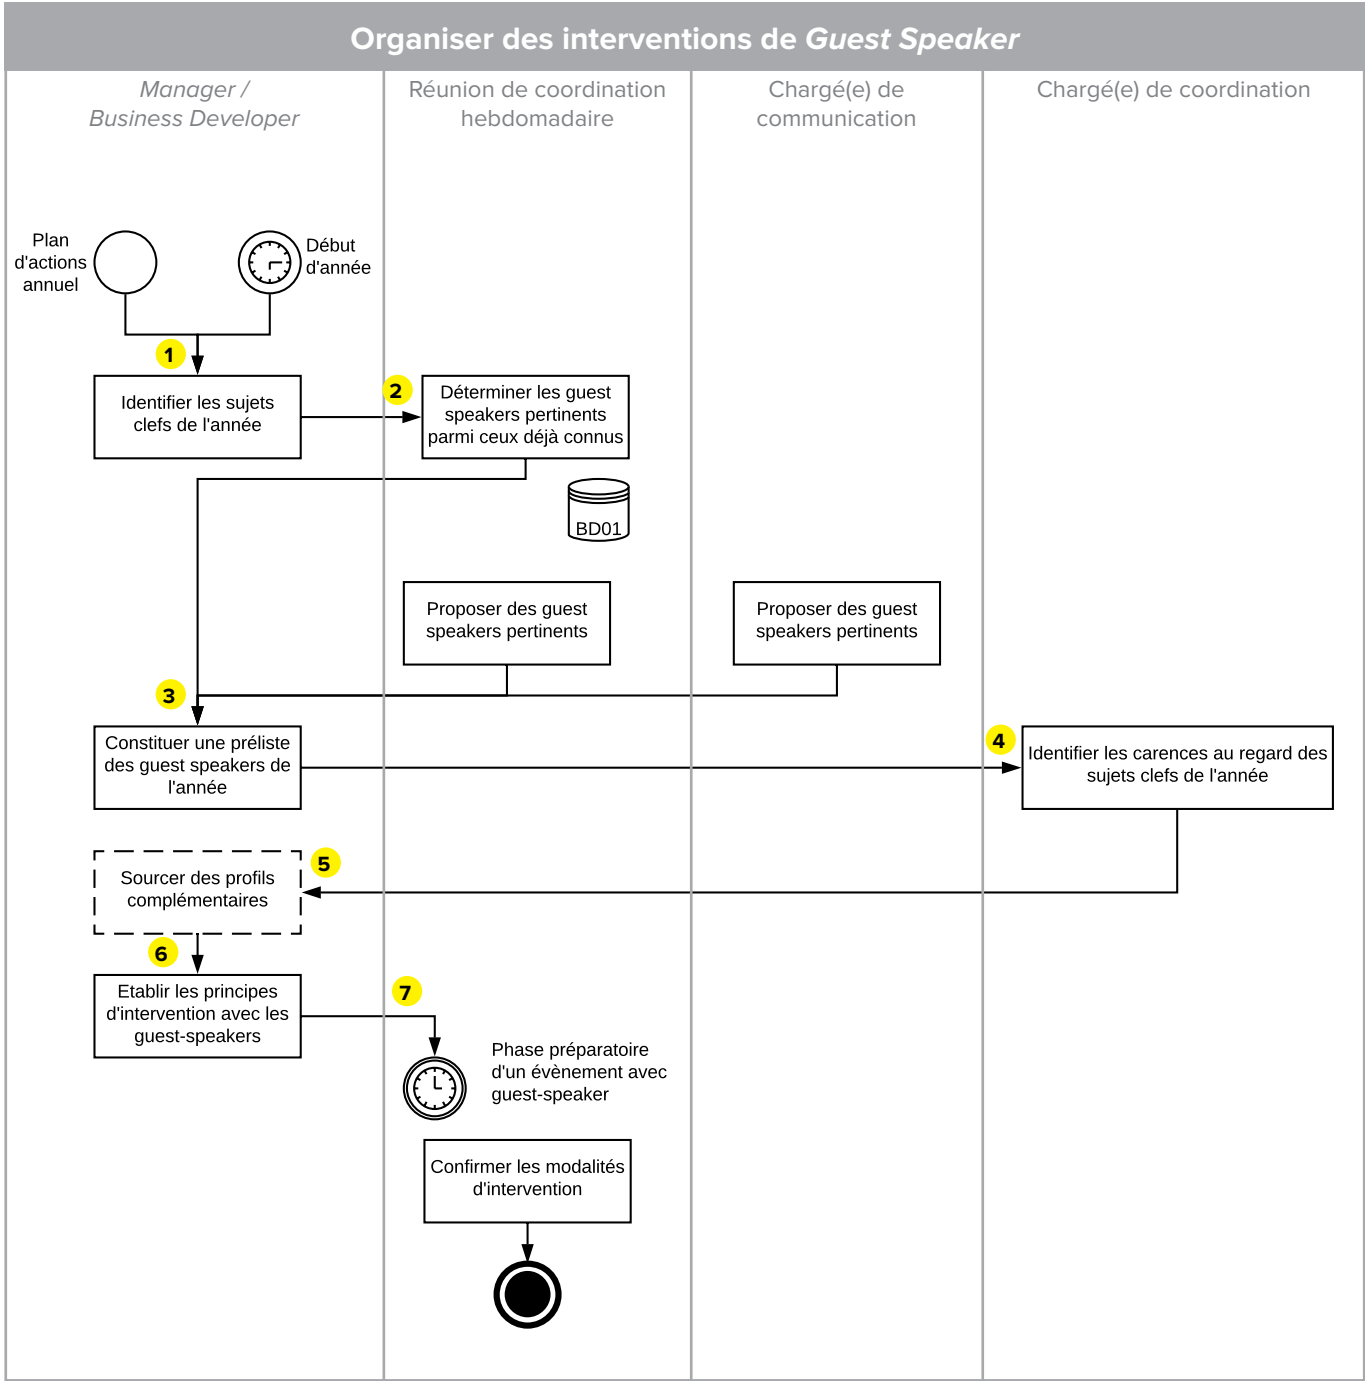 Organiser des interventions de Guest Speaker
Manager /
Business Developer
Réunion de coordination
hebdomadaire
Chargé(e) de
communication
Chargé(e) de coordination
Plan
d'actions
annuel
Début
d'année
1
Identifier les sujets
clefs de l'année
2
Déterminer les guest
speakers pertinents
parmi ceux déjà connus
BD01
Proposer des guest
speakers pertinents
Proposer des guest
speakers pertinents
3
Constituer une préliste
des guest speakers de
l'année
4
Identifier les carences au regard des
sujets clefs de l'année
5
Sourcer des profils
complémentaires
6
Etablir les principes
d'intervention avec les
guest-speakers
7
Phase préparatoire
d'un évènement avec
guest-speaker
Confirmer les modalités
d'intervention